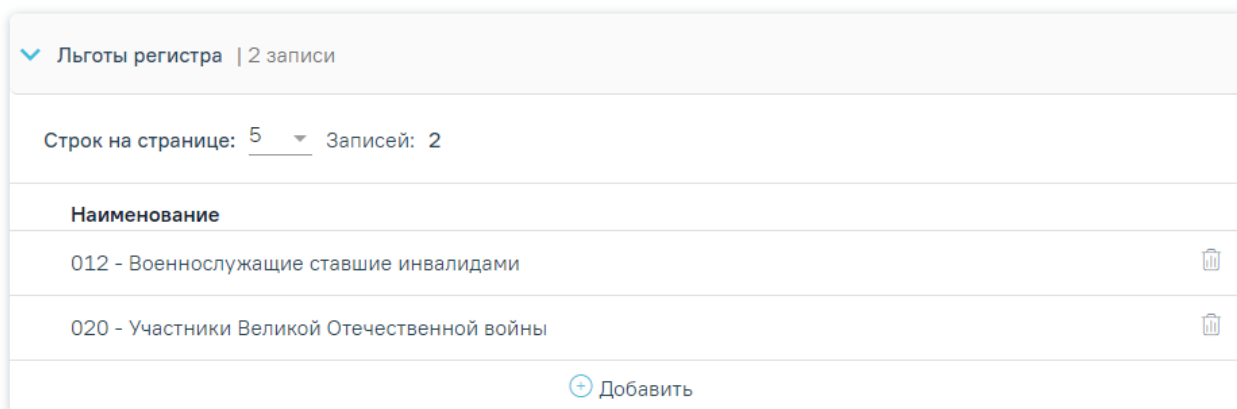 Льготы регистра | 2 записи
Строк на странице: 5 Записей: 2
Наименование
012 - Военнослужащие ставшие инвалидами
020 - Участники Великой Отечественной войны
Добавить